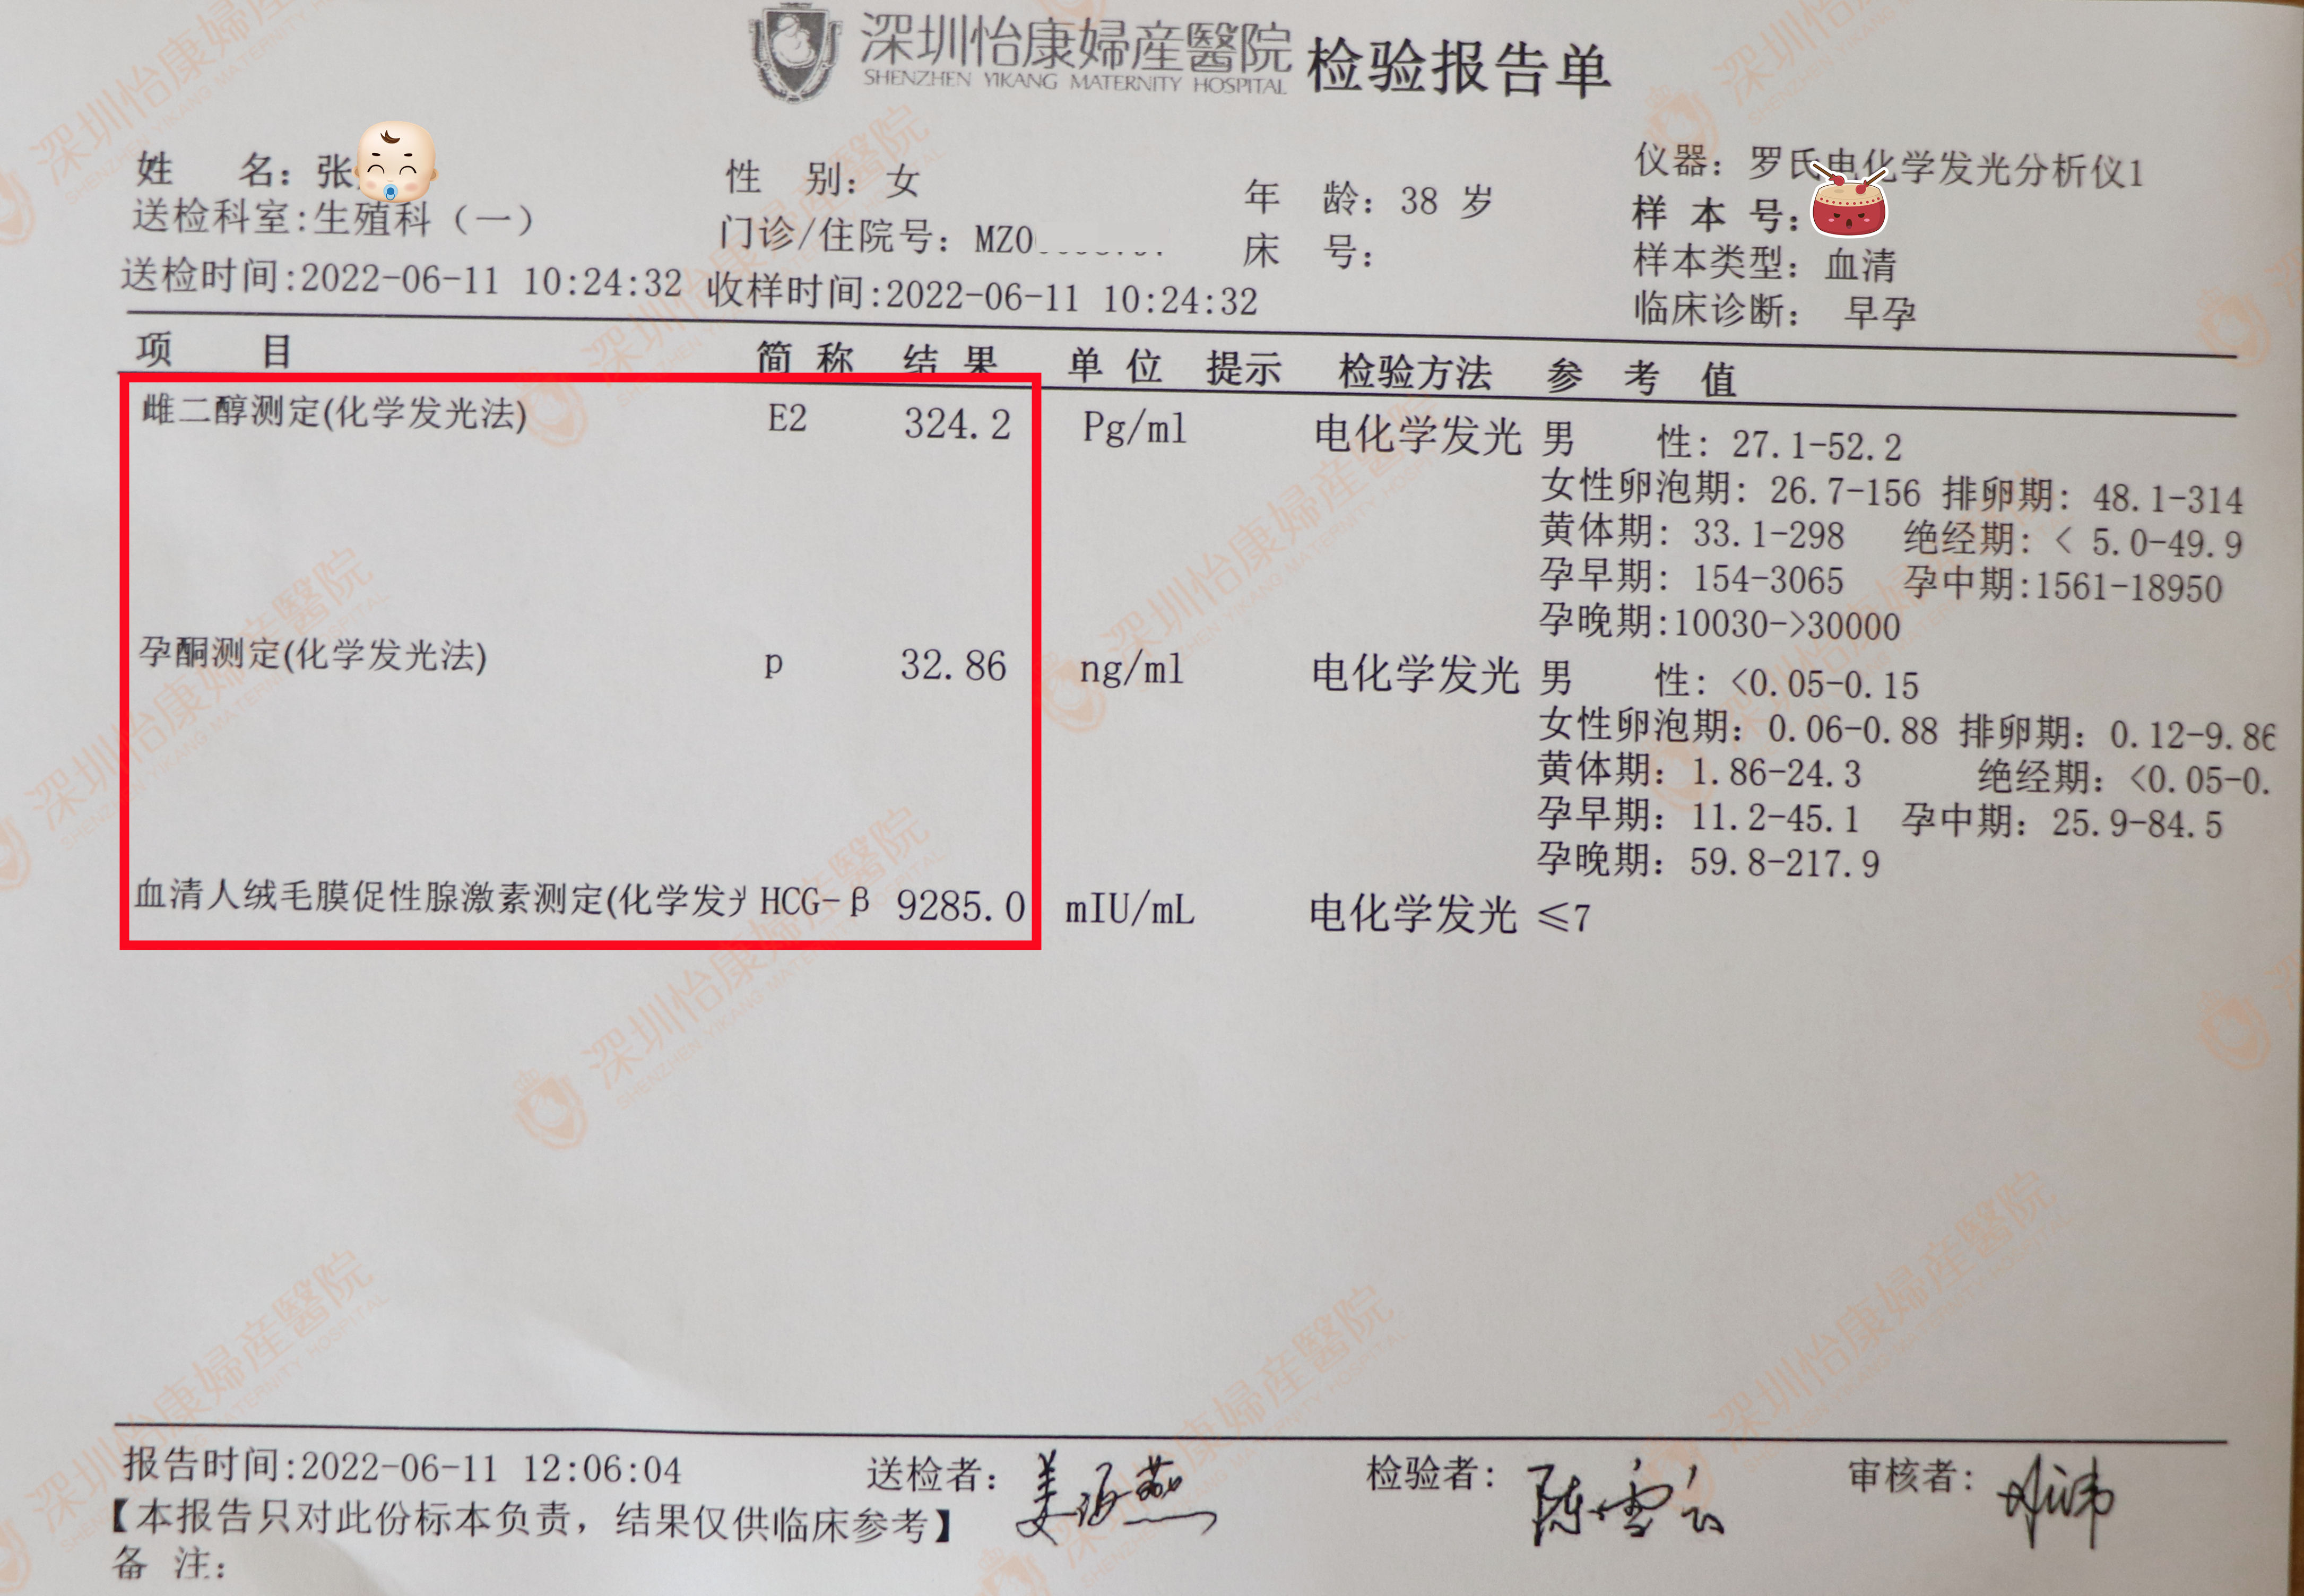 深圳怡康婦産醫院 检验报告单
SHENZHEN YIKANG MATERNITY HOSPITAL
姓 名：张 性 别：女 年 龄：38 岁 仪器：罗氏电化学发光分析仪1
送检科室:生殖科（一） 门诊/住院号：MZ0 床 号： 样 本 号：
样本类型：血清
送检时间:2022-06-11 10:24:32 收样时间:2022-06-11 10:24:32 临床诊断： 早孕
项 目 简 称 结 果 单 位 提示 检验方法 参 考 值
雌二醇测定(化学发光法) E2 324.2 Pg/ml 电化学发光 男 性：27.1-52.2
女性卵泡期：26.7-156 排卵期：48.1-314
黄体期：33.1-298 绝经期：< 5.0-49.9
孕早期：154-3065 孕中期:1561-18950
孕晚期:10030->30000
孕酮测定(化学发光法) p 32.86 ng/ml 电化学发光 男 性：<0.05-0.15
女性卵泡期：0.06-0.88 排卵期：0.12-9.86
黄体期：1.86-24.3 绝经期：<0.05-0.
孕早期：11.2-45.1 孕中期：25.9-84.5
孕晚期：59.8-217.9
血清人绒毛膜促性腺激素测定(化学发 HCG-β 9285.0 mIU/mL 电化学发光 ≤7
报告时间:2022-06-11 12:06:04 送检者： 检验者： 审核者：
【本报告只对此份标本负责，结果仅供临床参考】
备 注：